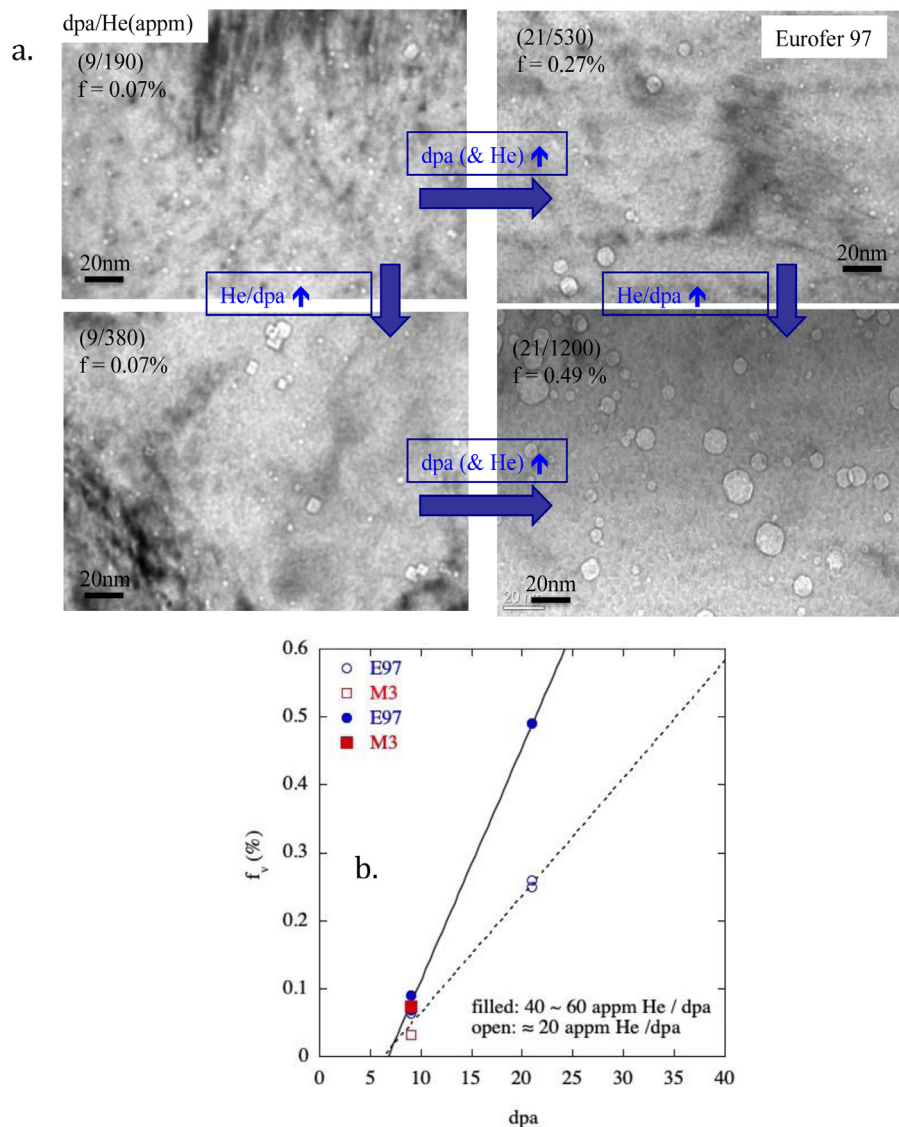 a.
dpa/He(appm)
(9/190)
f = 0.07%
20nm
dpa (& He) ↑
(21/530)
f = 0.27%
Eurofer 97
20nm
He/dpa ↑
He/dpa ↑
(9/380)
f = 0.07%
20nm
dpa (& He) ↑
(21/1200)
f = 0.49 %
20nm
20 nm
0.6
0.5
0.4
0.3
0.2
0.1
0
E97
M3
E97
M3
b.
f_v (%)
filled: 40 ~ 60 appm He / dpa
open: ≈ 20 appm He /dpa
0 5 10 15 20 25 30 35 40
dpa